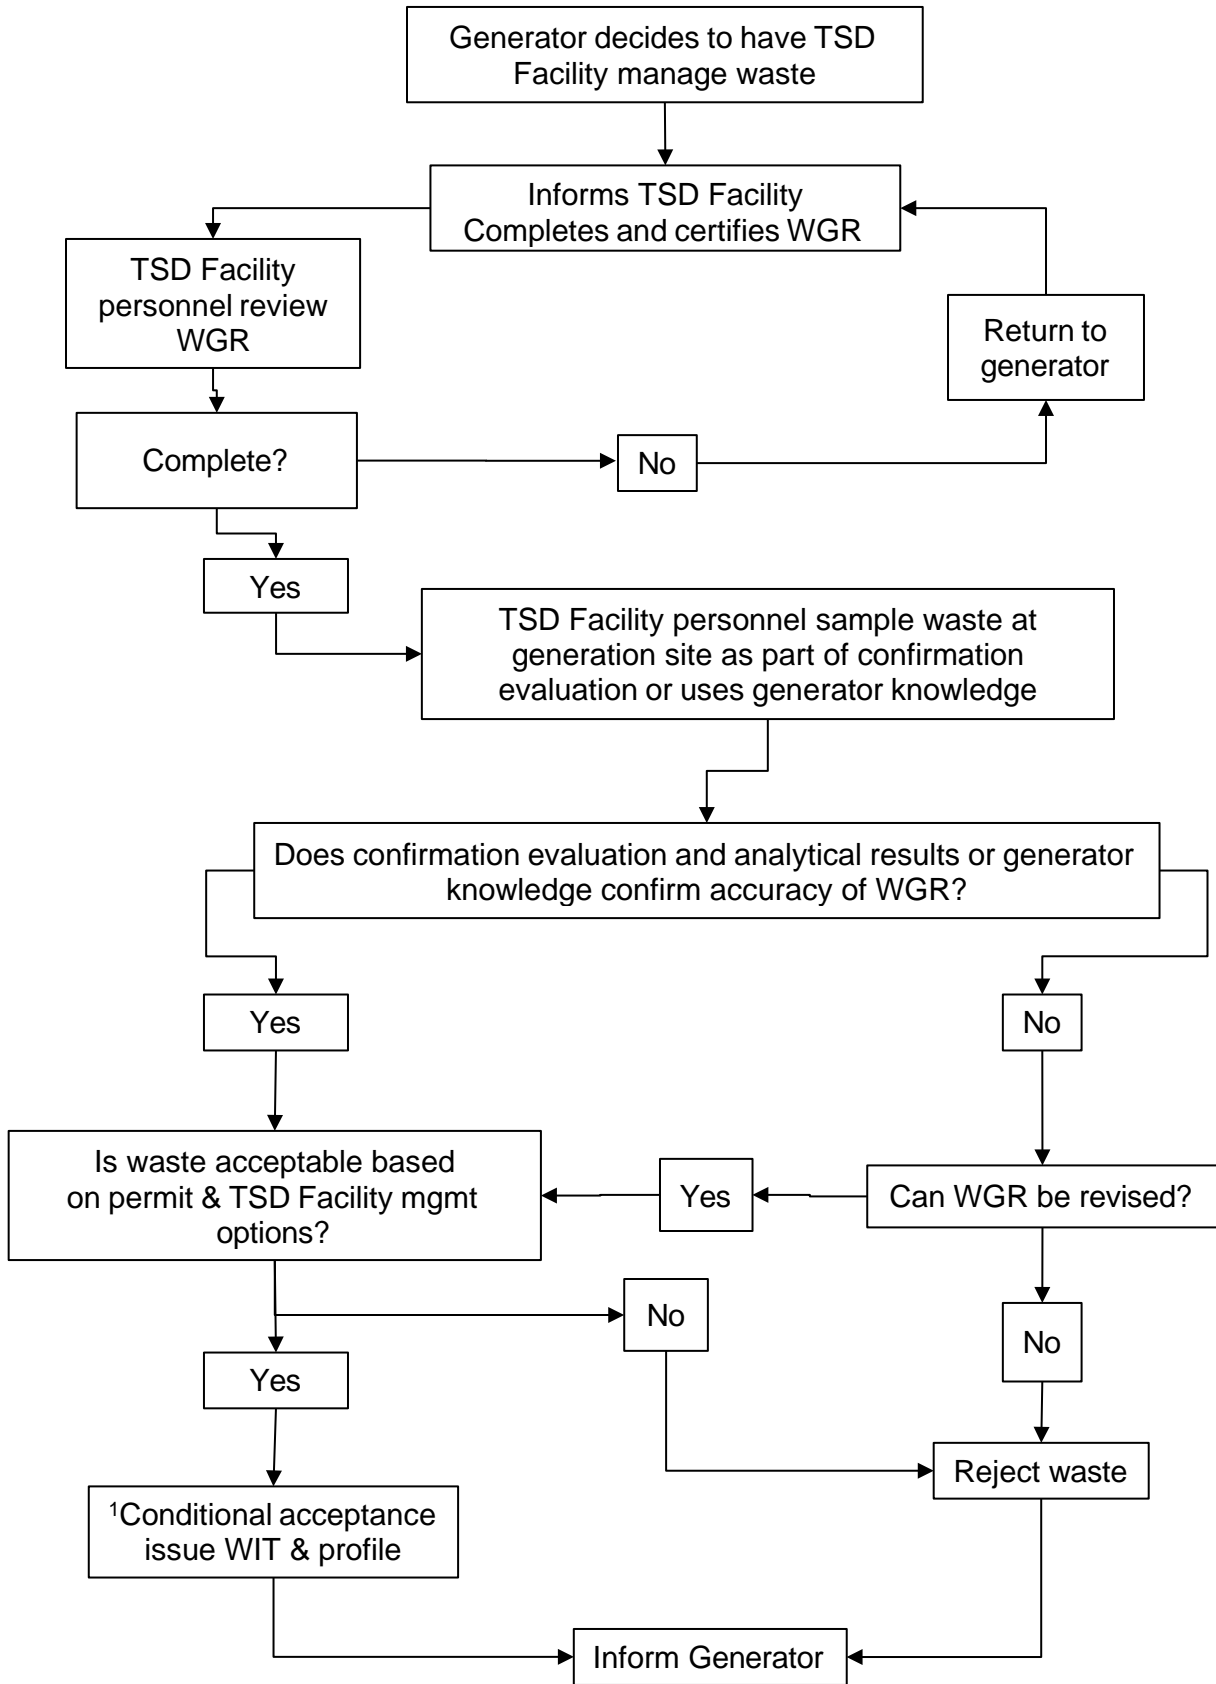 Generator decides to have TSD
Facility manage waste
Informs TSD Facility
Completes and certifies WGR
TSD Facility
personnel review
WGR
Return to
generator
Complete?
No
Yes
TSD Facility personnel sample waste at
generation site as part of confirmation
evaluation or uses generator knowledge
Does confirmation evaluation and analytical results or generator
knowledge confirm accuracy of WGR?
Yes
No
Is waste acceptable based
on permit & TSD Facility mgmt
options?
Yes
Can WGR be revised?
No
No
Yes
Reject waste
¹Conditional acceptance
issue WIT & profile
Inform Generator